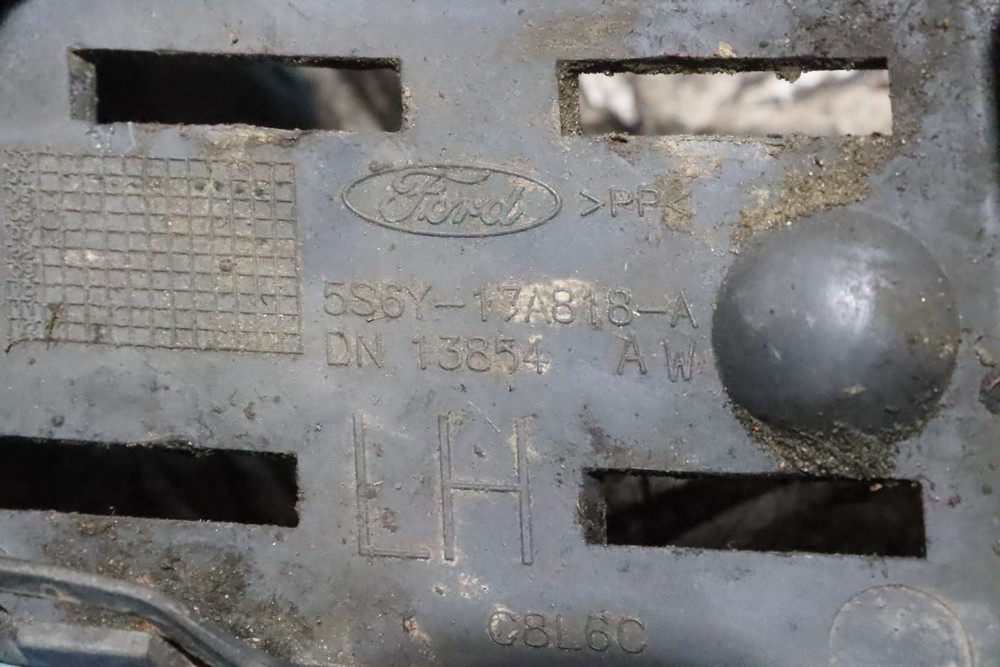 Ford >PP<
5S6Y-17A818-A
DN 13854 AW
LH
C8L6C